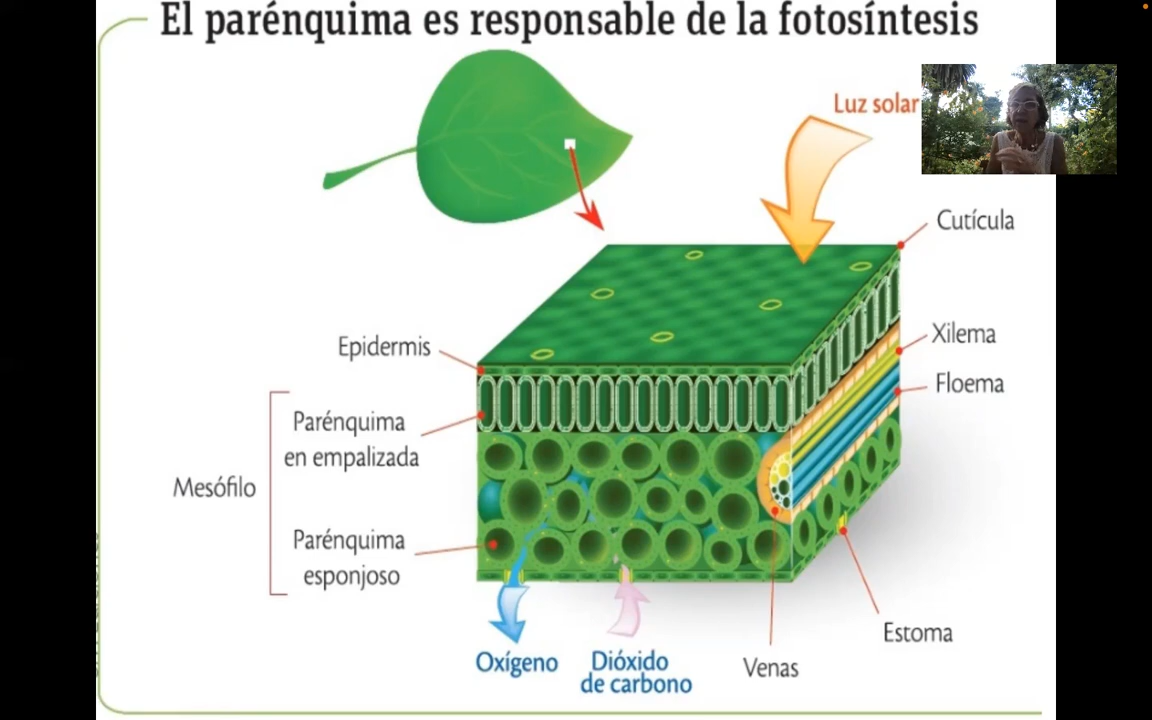 El parénquima es responsable de la fotosíntesis
Luz solar
Cutícula
Xilema
Floema
Epidermis
Parénquima
en empalizada
Mesófilo
Parénquima
esponjoso
Oxígeno
Dióxido
de carbono
Venas
Estoma